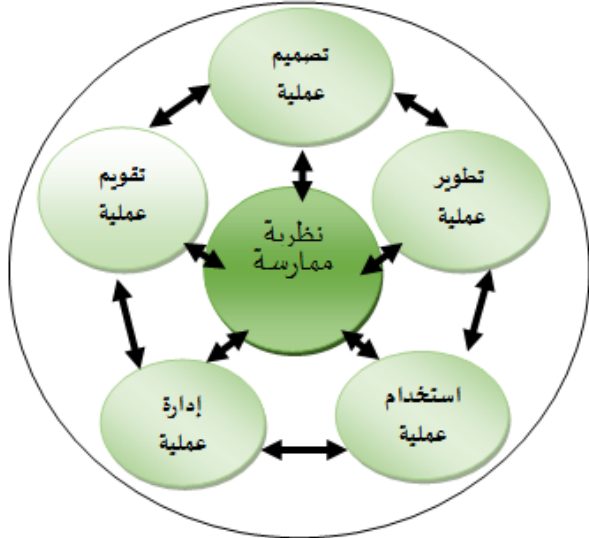 تصميم
عملية
تطوير
عملية
استخدام
عملية
إدارة
عملية
تقويم
عملية
نظرية
ممارسة